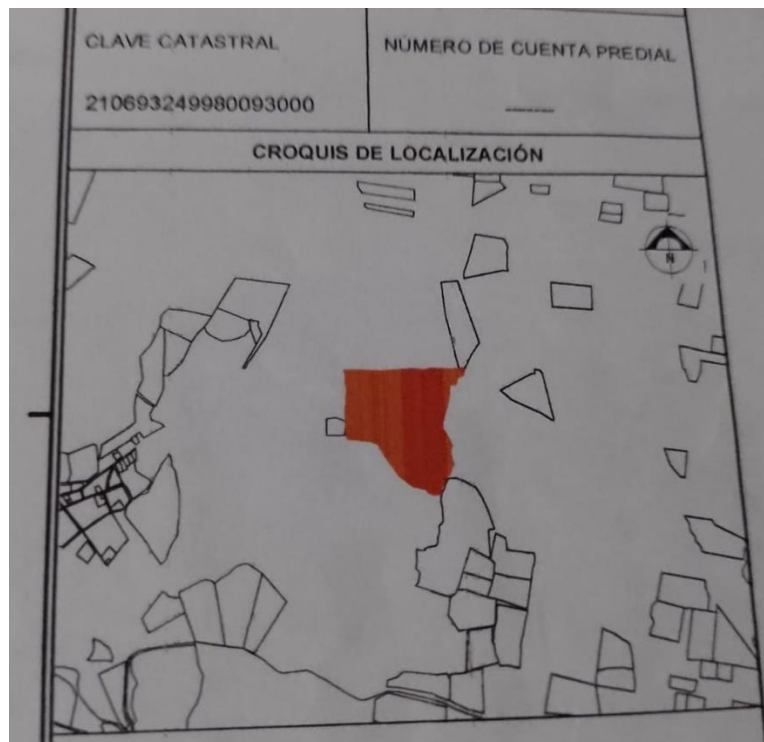 CLAVE CATASTRAL
NÚMERO DE CUENTA PREDIAL
210693249980093000
------
CROQUIS DE LOCALIZACIÓN
N